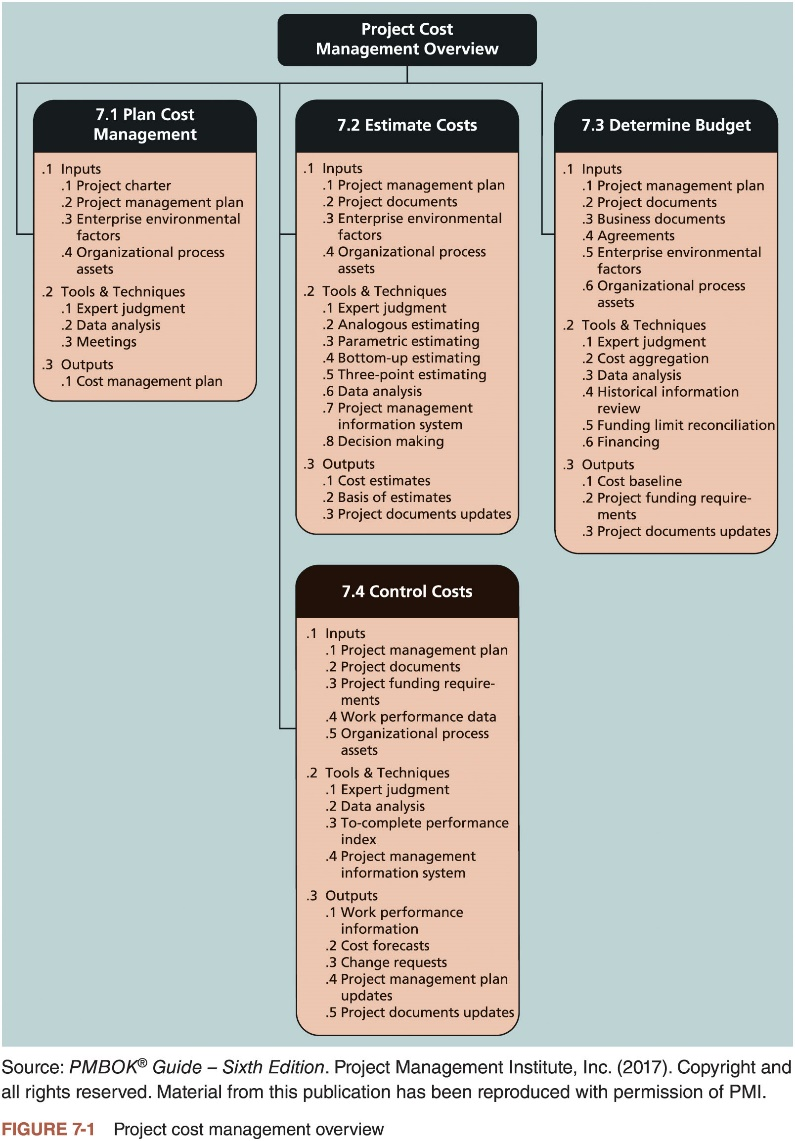 Project Cost
Management Overview
7.1 Plan Cost
Management
.1 Inputs
.1 Project charter
.2 Project management plan
.3 Enterprise environmental
factors
.4 Organizational process
assets
.2 Tools & Techniques
.1 Expert judgment
.2 Data analysis
.3 Meetings
.3 Outputs
.1 Cost management plan
7.2 Estimate Costs
.1 Inputs
.1 Project management plan
.2 Project documents
.3 Enterprise environmental
factors
.4 Organizational process
assets
.2 Tools & Techniques
.1 Expert judgment
.2 Analogous estimating
.3 Parametric estimating
.4 Bottom-up estimating
.5 Three-point estimating
.6 Data analysis
.7 Project management
information system
.8 Decision making
.3 Outputs
.1 Cost estimates
.2 Basis of estimates
.3 Project documents updates
7.3 Determine Budget
.1 Inputs
.1 Project management plan
.2 Project documents
.3 Business documents
.4 Agreements
.5 Enterprise environmental
factors
.6 Organizational process
assets
.2 Tools & Techniques
.1 Expert judgment
.2 Cost aggregation
.3 Data analysis
.4 Historical information
review
.5 Funding limit reconciliation
.6 Financing
.3 Outputs
.1 Cost baseline
.2 Project funding require-
ments
.3 Project documents updates
7.4 Control Costs
.1 Inputs
.1 Project management plan
.2 Project documents
.3 Project funding require-
ments
.4 Work performance data
.5 Organizational process
assets
.2 Tools & Techniques
.1 Expert judgment
.2 Data analysis
.3 To-complete performance
index
.4 Project management
information system
.3 Outputs
.1 Work performance
information
.2 Cost forecasts
.3 Change requests
.4 Project management plan
updates
.5 Project documents updates
Source: PMBOK® Guide – Sixth Edition. Project Management Institute, Inc. (2017). Copyright and
all rights reserved. Material from this publication has been reproduced with permission of PMI.
FIGURE 7-1 Project cost management overview